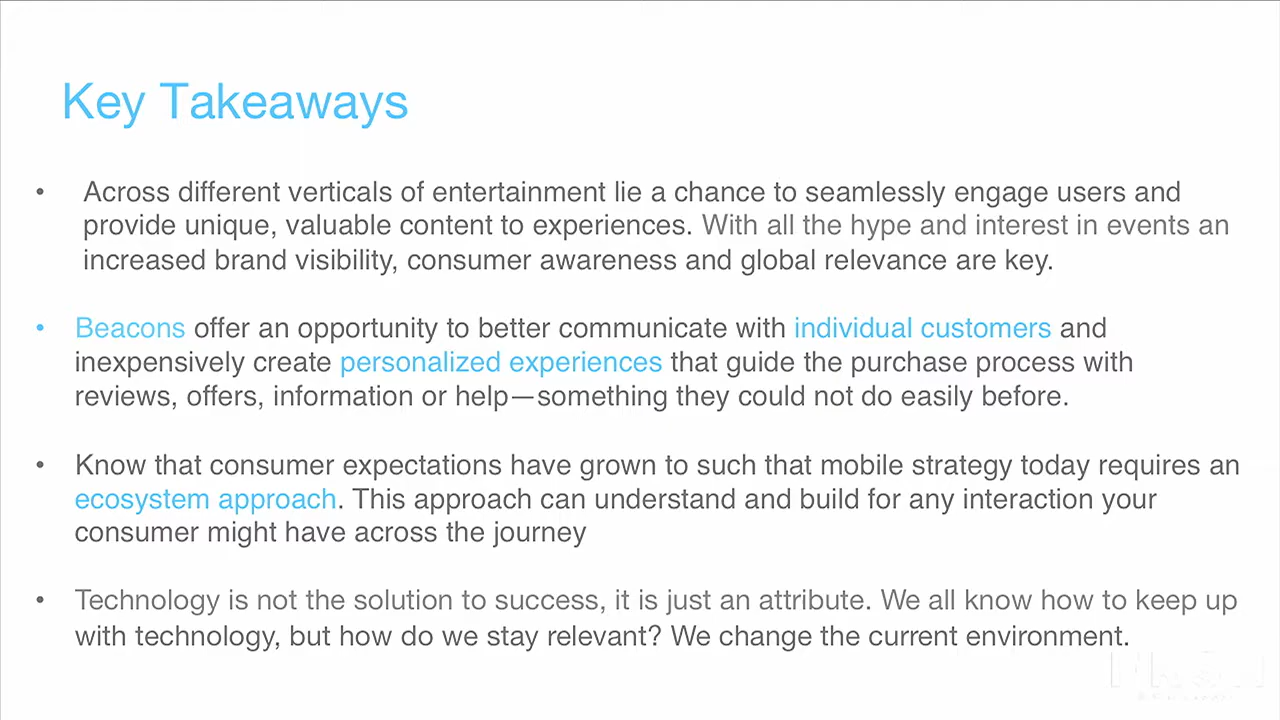 Key Takeaways
• Across different verticals of entertainment lie a chance to seamlessly engage users and
provide unique, valuable content to experiences. With all the hype and interest in events an
increased brand visibility, consumer awareness and global relevance are key.
• Beacons offer an opportunity to better communicate with individual customers and
inexpensively create personalized experiences that guide the purchase process with
reviews, offers, information or help—something they could not do easily before.
• Know that consumer expectations have grown to such that mobile strategy today requires an
ecosystem approach. This approach can understand and build for any interaction your
consumer might have across the journey
• Technology is not the solution to success, it is just an attribute. We all know how to keep up
with technology, but how do we stay relevant? We change the current environment.